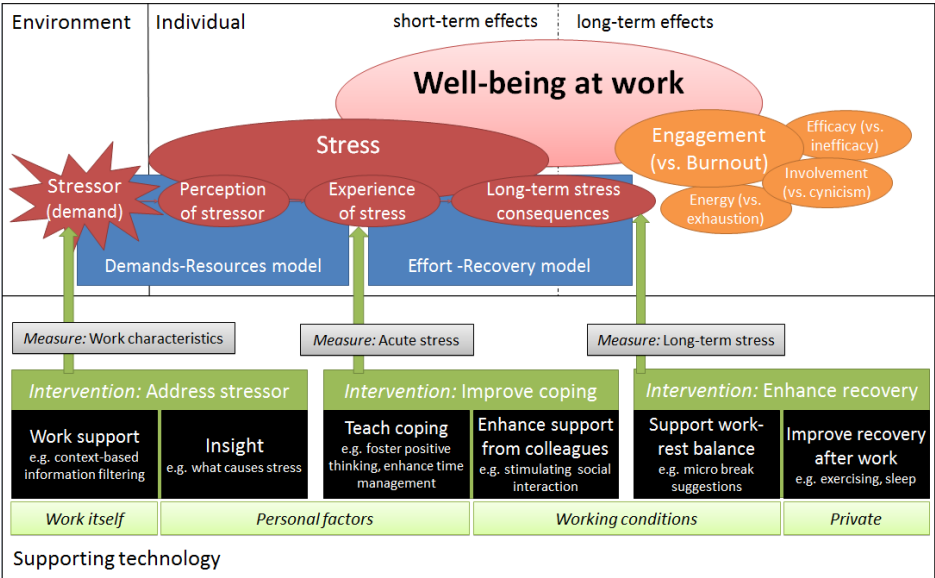 Environment
Individual
short-term effects
long-term effects
Well-being at work
Stress
Engagement
(vs. Burnout)
Efficacy (vs.
inefficacy)
Involvement
(vs. cynicism)
Energy (vs.
exhaustion)
Stressor
(demand)
Perception
of stressor
Experience
of stress
Long-term stress
consequences
Demands-Resources model
Effort -Recovery model
Measure: Work characteristics
Measure: Acute stress
Measure: Long-term stress
Intervention: Address stressor
Intervention: Improve coping
Intervention: Enhance recovery
Work support
e.g. context-based
information filtering
Insight
e.g. what causes stress
Teach coping
e.g. foster positive
thinking, enhance time
management
Enhance support
from colleagues
e.g. stimulating social
interaction
Support work-
rest balance
e.g. micro break
suggestions
Improve recovery
after work
e.g. exercising, sleep
Work itself
Personal factors
Working conditions
Private
Supporting technology